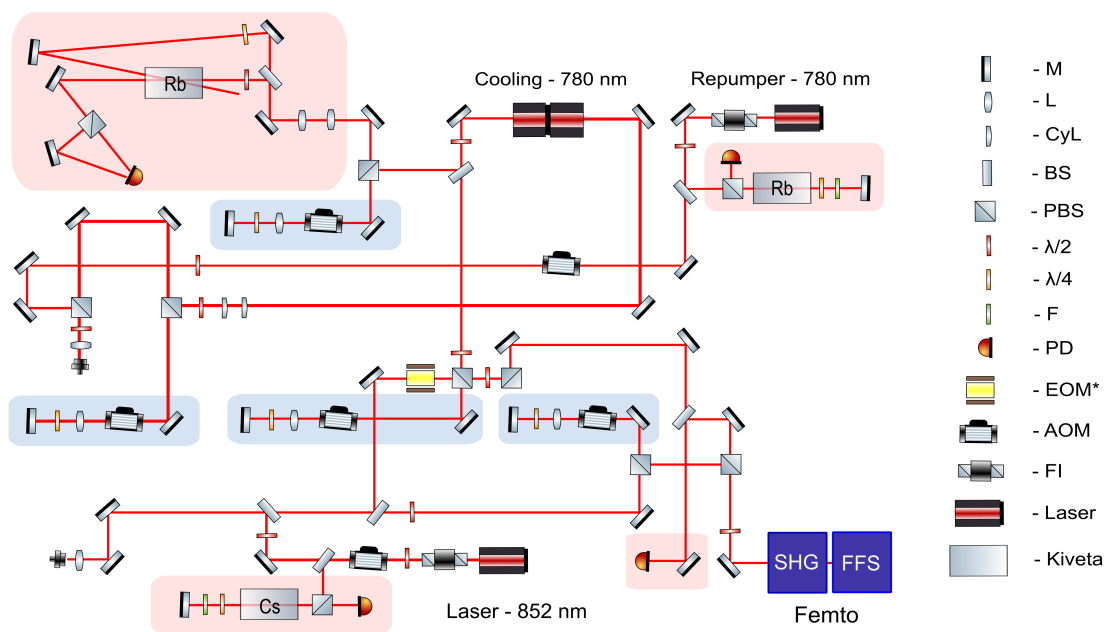 Cooling - 780 nm
Repumper - 780 nm
Rb
Rb
Cs
Laser - 852 nm
SHG
FFS
Femto
- M
- L
- CyL
- BS
- PBS
- λ/2
- λ/4
- F
- PD
- EOM*
- AOM
- FI
- Laser
- Kiveta